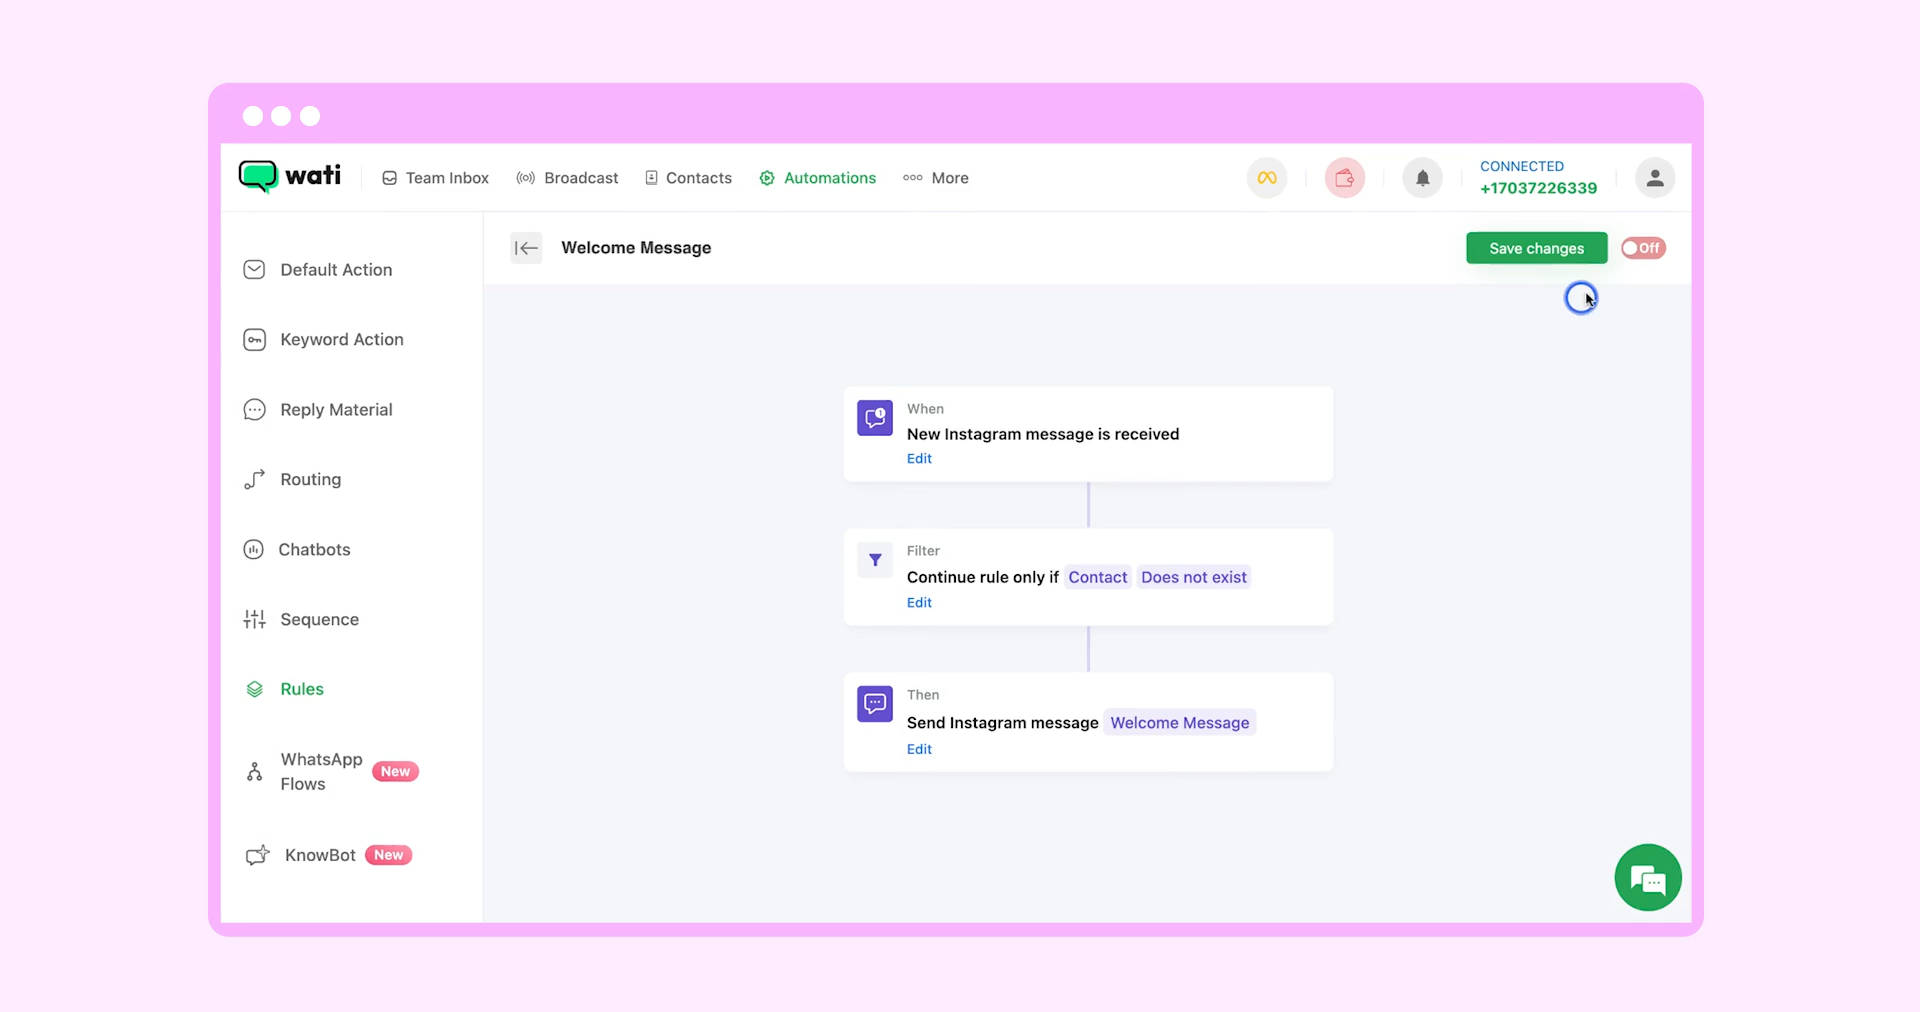 wati
Team Inbox
Broadcast
Contacts
Automations
More
CONNECTED
+17037226339
Default Action
Keyword Action
Reply Material
Routing
Chatbots
Sequence
Rules
WhatsApp
Flows
New
KnowBot
New
Welcome Message
Save changes
Off
When
New Instagram message is received
Edit
Filter
Continue rule only if Contact Does not exist
Edit
Then
Send Instagram message Welcome Message
Edit